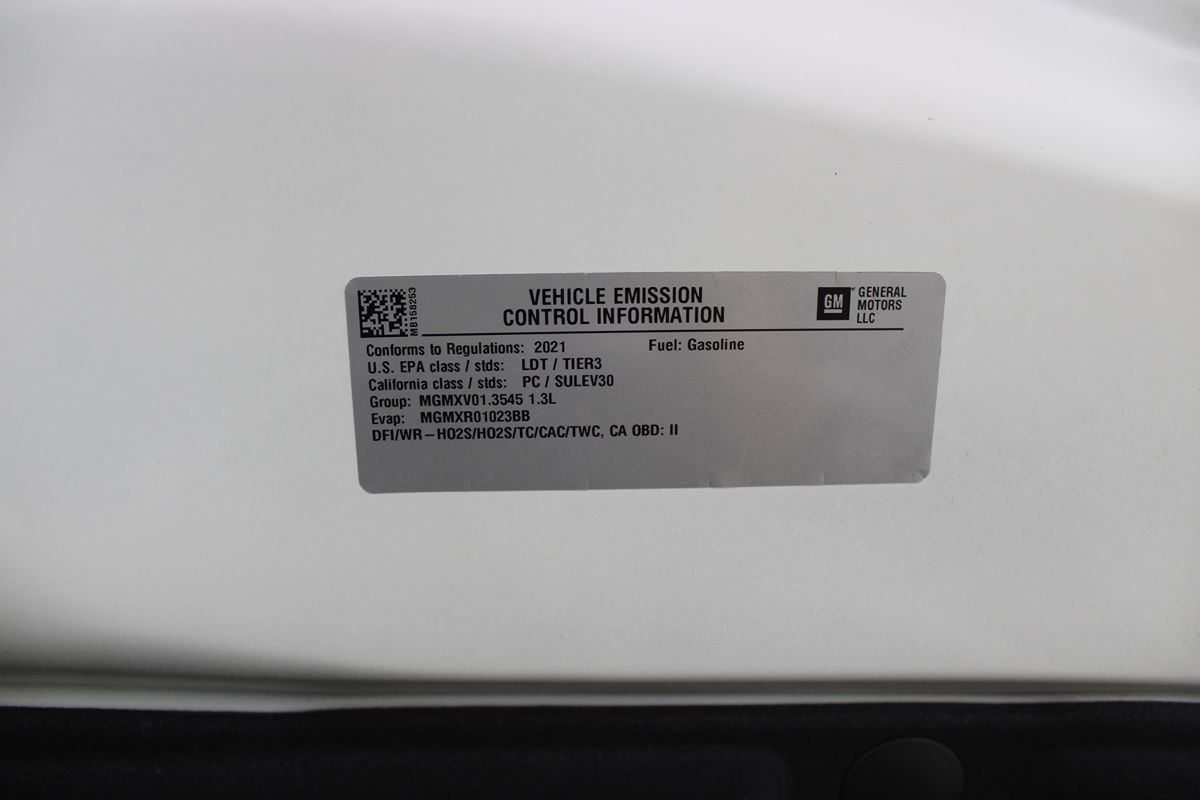 MB158253
VEHICLE EMISSION
CONTROL INFORMATION
GM
GENERAL
MOTORS
LLC
Conforms to Regulations: 2021
Fuel: Gasoline
U.S. EPA class / stds: LDT / TIER3
California class / stds: PC / SULEV30
Group: MGMXV01.3545 1.3L
Evap: MGMXR01023BB
DFI/WR–HO2S/HO2S/TC/CAC/TWC, CA OBD: II